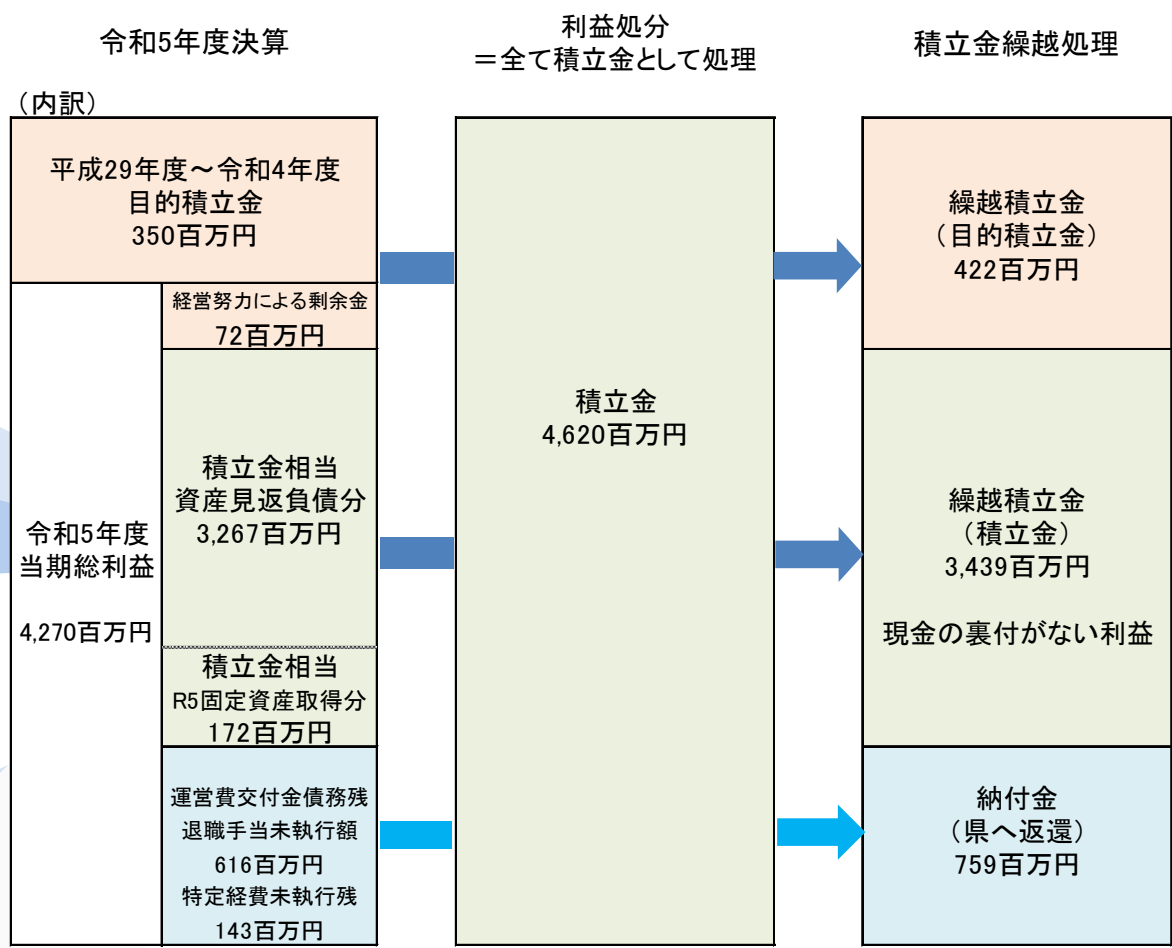 令和5年度決算
利益処分
＝全て積立金として処理
積立金繰越処理
（内訳）
平成29年度～令和4年度
目的積立金
350百万円
経営努力による剰余金
72百万円
積立金相当
資産見返負債分
3,267百万円
令和5年度
当期総利益
4,270百万円
積立金相当
R5固定資産取得分
172百万円
運営費交付金債務残
退職手当未執行額
616百万円
特定経費未執行残
143百万円
積立金
4,620百万円
繰越積立金
（目的積立金）
422百万円
繰越積立金
（積立金）
3,439百万円
現金の裏付がない利益
納付金
（県へ返還）
759百万円